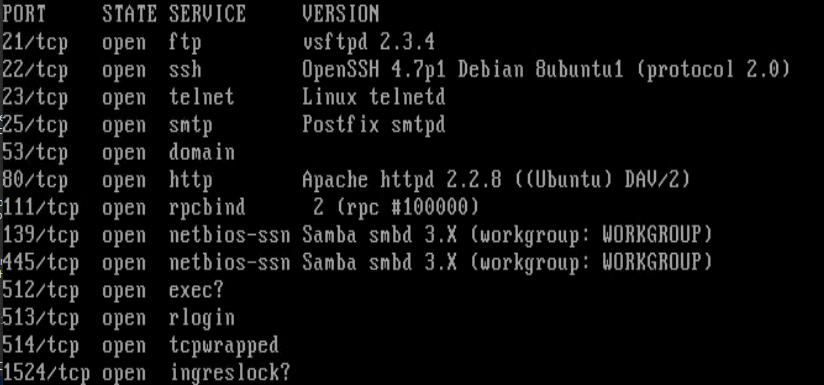 PORT STATE SERVICE VERSION
21/tcp open ftp vsftpd 2.3.4
22/tcp open ssh OpenSSH 4.7p1 Debian 8ubuntu1 (protocol 2.0)
23/tcp open telnet Linux telnetd
25/tcp open smtp Postfix smtpd
53/tcp open domain
80/tcp open http Apache httpd 2.2.8 ((Ubuntu) DAV/2)
111/tcp open rpcbind 2 (rpc #100000)
139/tcp open netbios-ssn Samba smbd 3.X (workgroup: WORKGROUP)
445/tcp open netbios-ssn Samba smbd 3.X (workgroup: WORKGROUP)
512/tcp open exec?
513/tcp open rlogin
514/tcp open tcpwrapped
1524/tcp open ingreslock?